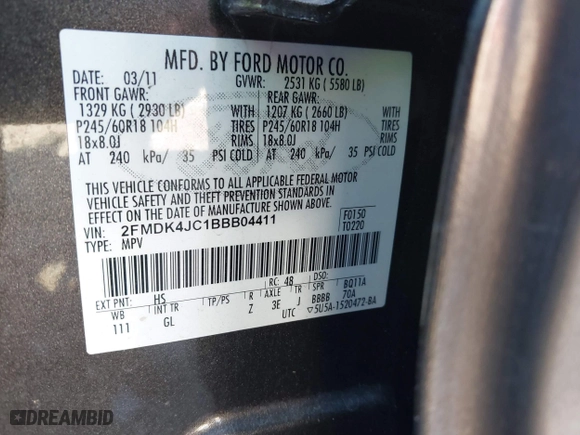 MFD. BY FORD MOTOR CO.
DATE: 03/11 GVWR: 2531 KG ( 5580 LB)
FRONT GAWR: REAR GAWR:
1329 KG ( 2930 LB) 1207 KG ( 2660 LB)
P245/60R18 104H TIRES P245/60R18 104H TIRES
18x8.0J RIMS 18x8.0J RIMS
AT 240 kPa/ 35 PSI COLD AT 240 kPa/ 35 PSI COLD
THIS VEHICLE CONFORMS TO ALL APPLICABLE FEDERAL MOTOR
VEHICLE SAFETY AND THEFT PREVENTION STANDARDS IN
EFFECT ON THE DATE OF MANUFACTURE SHOWN ABOVE.
VIN: 2FMDK4JC1BBB04411 F0150
TYPE: MPV T0220
RC: 48 DSO:
EXT PNT: HS R AXLE TR SPR BQ11A
WB INT TR TP/PS Z 3E J BBBB 70A
111 GL UTC ▽5U5A-1520472-BA
DREAMBID